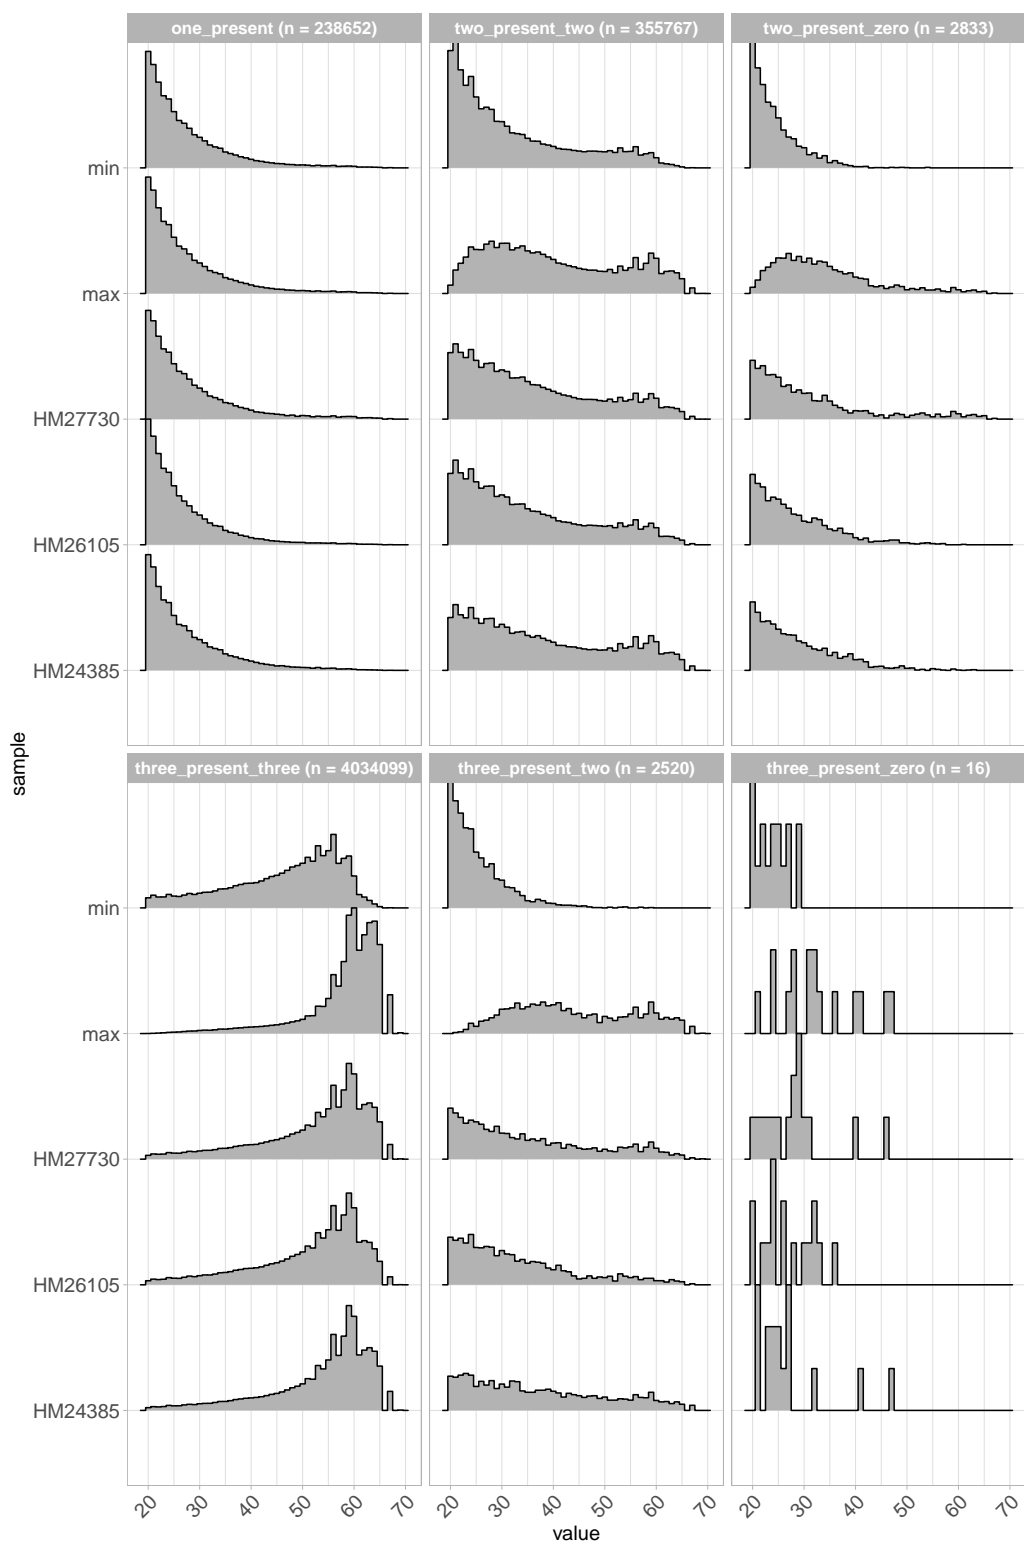 one_present (n = 238652)
two_present_two (n = 355767)
two_present_zero (n = 2833)
min
max
HM27730
HM26105
HM24385
sample
three_present_three (n = 4034099)
three_present_two (n = 2520)
three_present_zero (n = 16)
min
max
HM27730
HM26105
HM24385
20 30 40 50 60 70
20 30 40 50 60 70
20 30 40 50 60 70
value